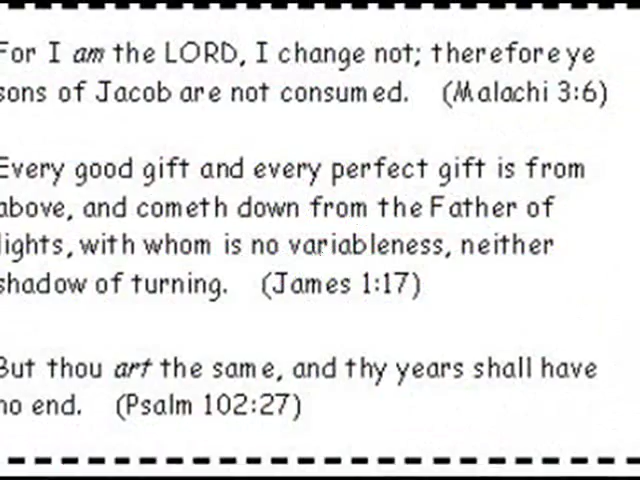 For I am the LORD, I change not; therefore ye
sons of Jacob are not consumed. (Malachi 3:6)
Every good gift and every perfect gift is from
above, and cometh down from the Father of
lights, with whom is no variableness, neither
shadow of turning. (James 1:17)
But thou art the same, and thy years shall have
no end. (Psalm 102:27)